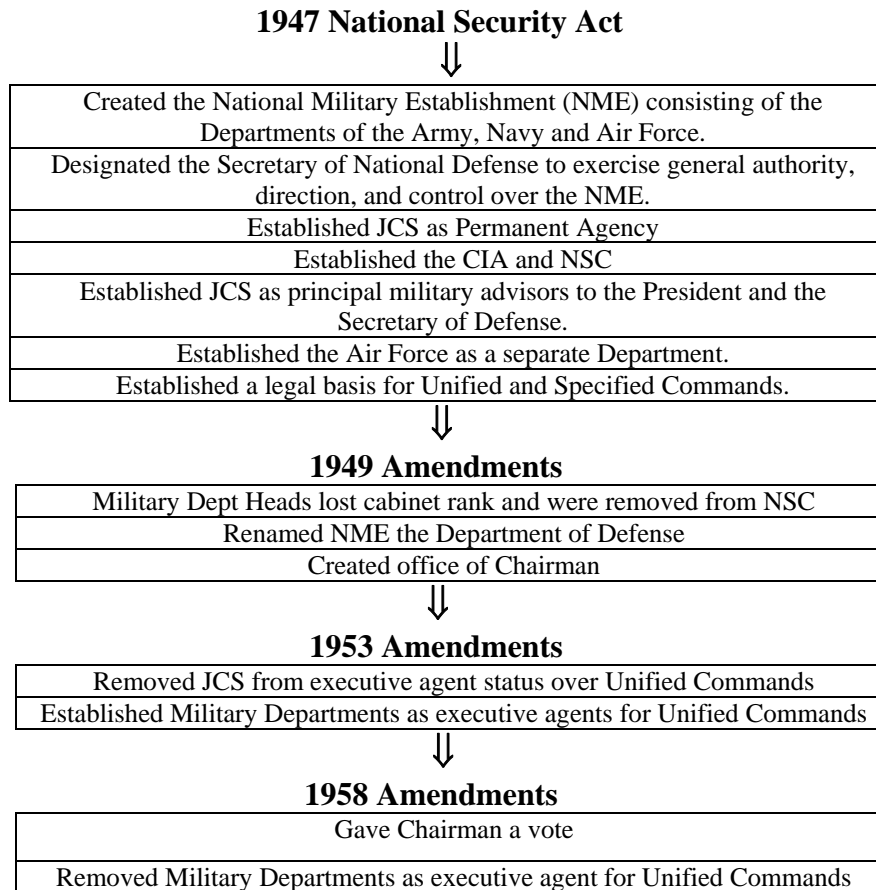 1947 National Security Act
⇓
Created the National Military Establishment (NME) consisting of the
Departments of the Army, Navy and Air Force.
Designated the Secretary of National Defense to exercise general authority,
direction, and control over the NME.
Established JCS as Permanent Agency
Established the CIA and NSC
Established JCS as principal military advisors to the President and the
Secretary of Defense.
Established the Air Force as a separate Department.
Established a legal basis for Unified and Specified Commands.
⇓
1949 Amendments
Military Dept Heads lost cabinet rank and were removed from NSC
Renamed NME the Department of Defense
Created office of Chairman
⇓
1953 Amendments
Removed JCS from executive agent status over Unified Commands
Established Military Departments as executive agents for Unified Commands
⇓
1958 Amendments
Gave Chairman a vote
Removed Military Departments as executive agent for Unified Commands